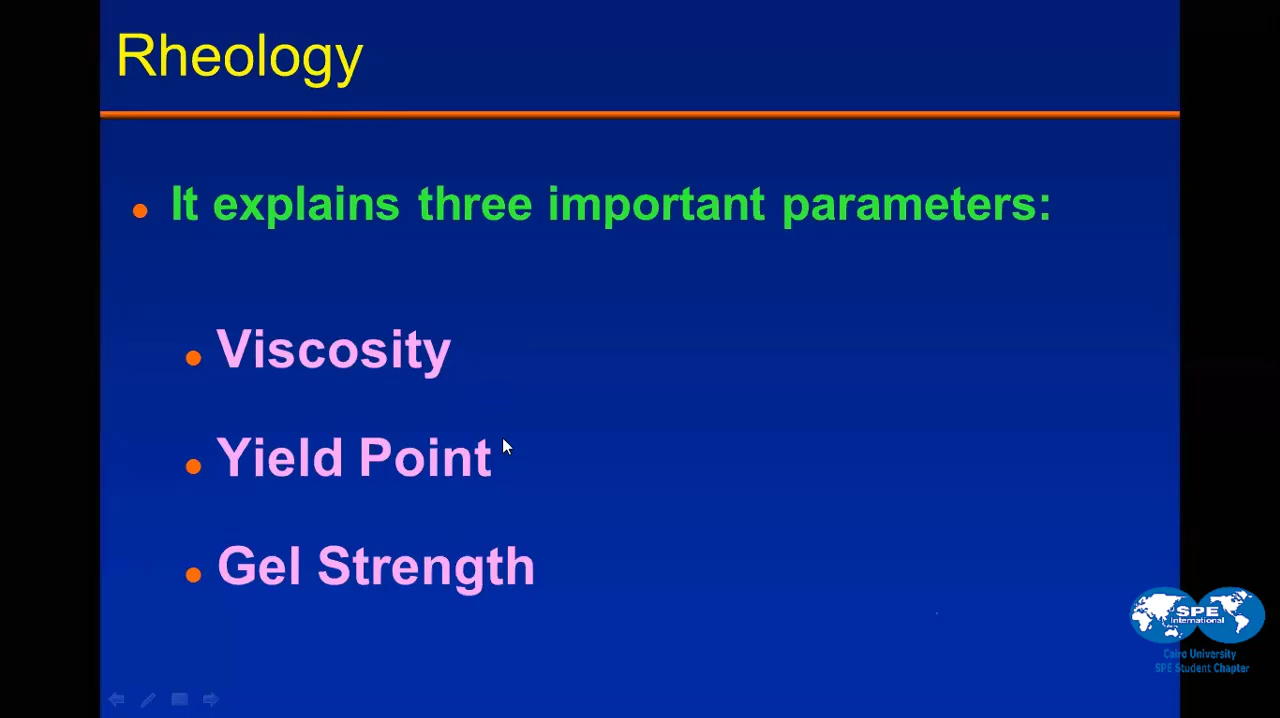 Rheology
It explains three important parameters:
Viscosity
Yield Point
Gel Strength
SPE
International
Cairo University
SPE Student Chapter